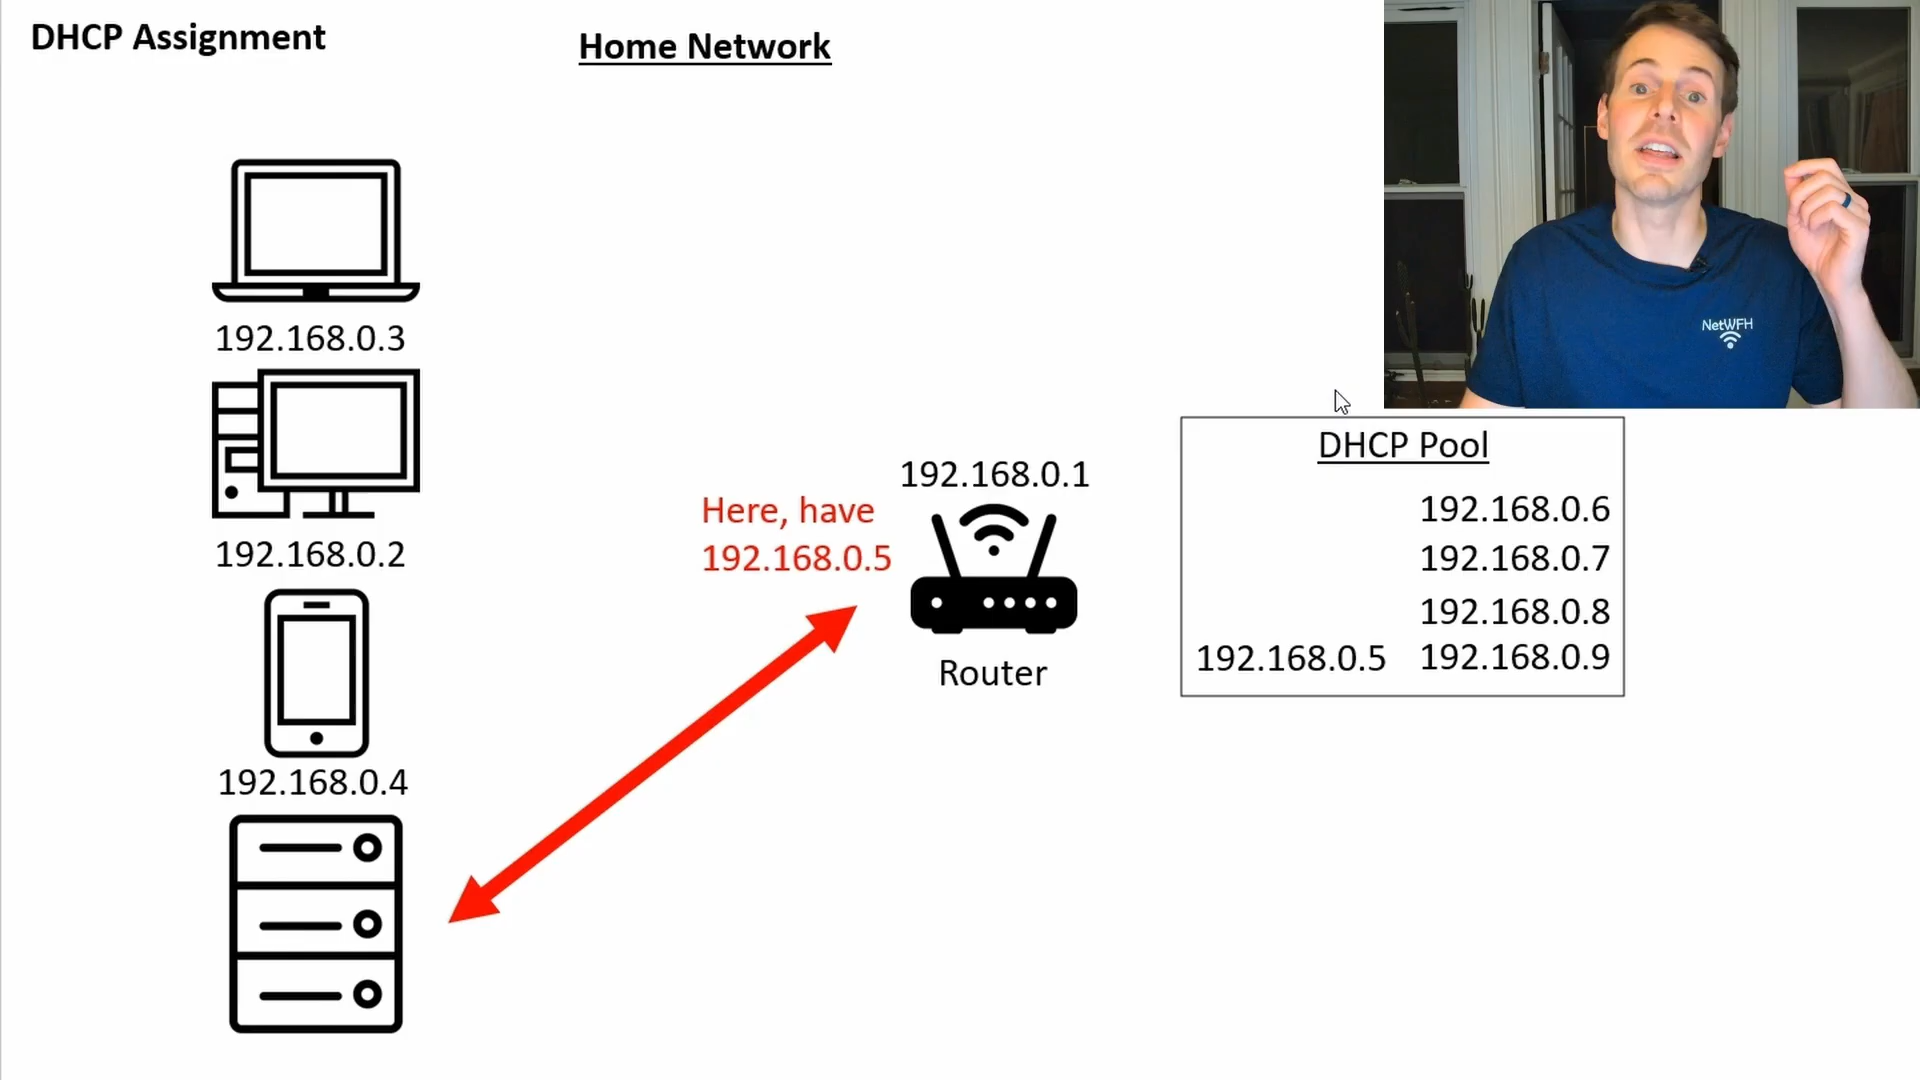 DHCP Assignment
Home Network
192.168.0.3
192.168.0.2
192.168.0.4
Here, have
192.168.0.5
192.168.0.1
Router
DHCP Pool
192.168.0.6
192.168.0.7
192.168.0.8
192.168.0.5 192.168.0.9
NetWFH